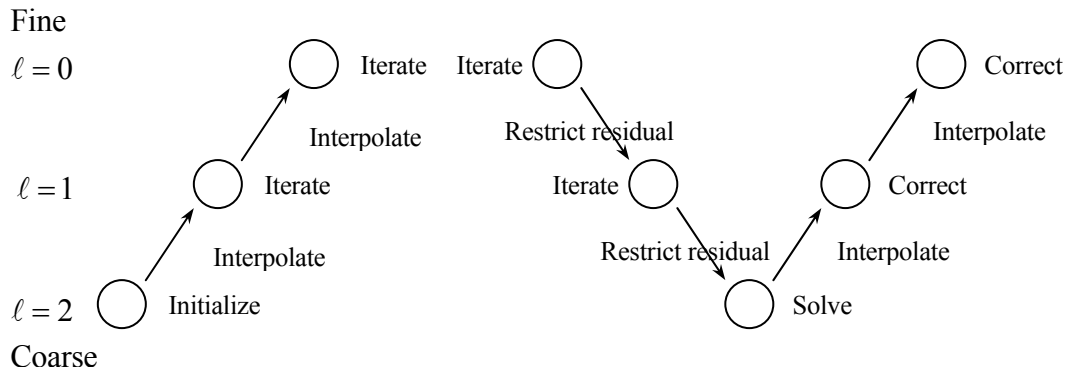 Fine
ℓ = 0
Iterate
Iterate
Correct
Interpolate
Restrict residual
Interpolate
ℓ = 1
Iterate
Iterate
Correct
Interpolate
Restrict residual
Interpolate
ℓ = 2
Initialize
Solve
Coarse